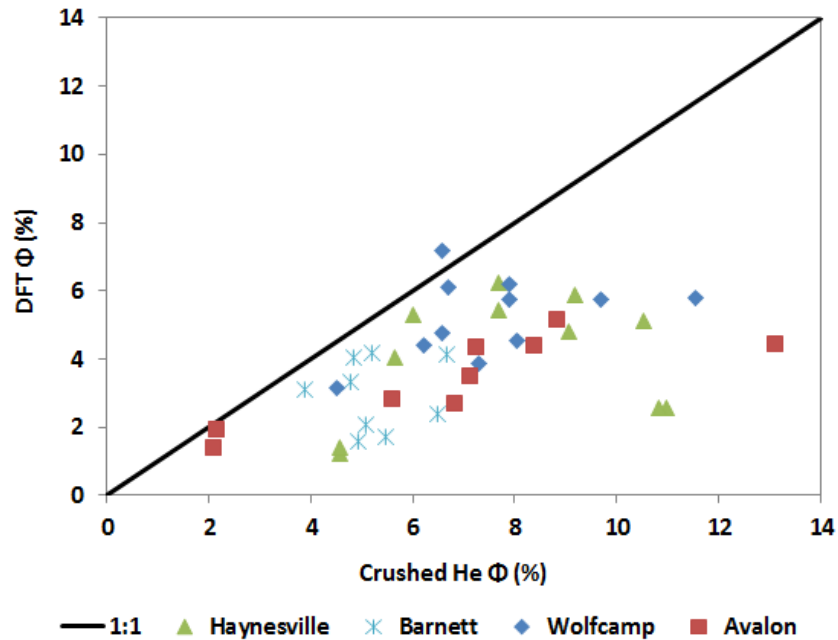 14
12
10
8
6
4
2
0
DFT Φ (%)
0 2 4 6 8 10 12 14
Crushed He Φ (%)
1:1 Haynesville Barnett Wolfcamp Avalon